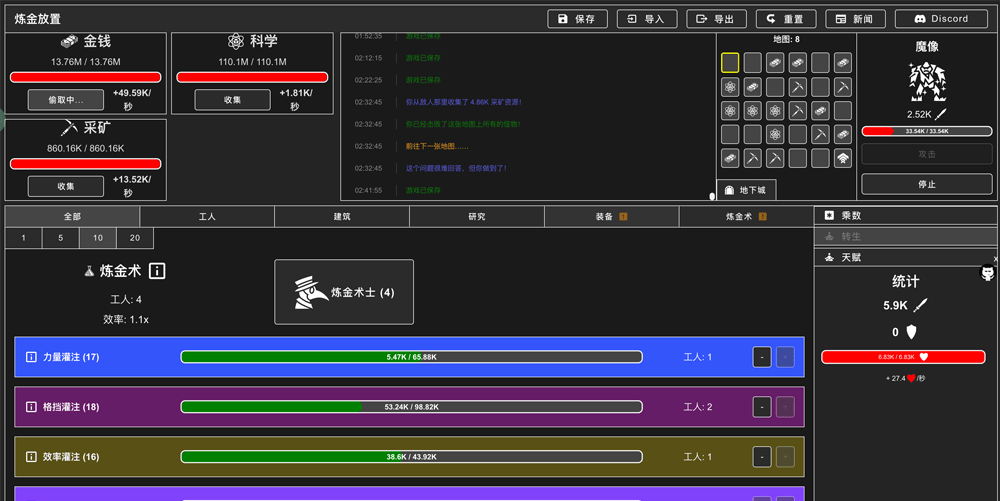 炼金放置
保存
导入
导出
重置
新闻
Discord
金钱
13.76M / 13.76M
偷取中...
+49.59K/
秒
科学
110.1M / 110.1M
收集
+1.81K/
秒
采矿
860.16K / 860.16K
收集
+13.52K/
秒
01:52:35 游戏已保存
02:12:15 游戏已保存
02:22:25 游戏已保存
02:32:45 你从敌人那里收集了 4.86K 采矿资源!
02:32:45 你已经击败了这张地图上所有的怪物!
02:32:45 前往下一张地图......
02:32:45 这个问题很难回答，但你做到了!
02:41:55 游戏已保存
地图: 8
地下城
魔像
2.52K
33.54K / 33.54K
攻击
停止
全部
工人
建筑
研究
装备
炼金术
1
5
10
20
炼金术
工人: 4
效率: 1.1x
炼金术士 (4)
力量灌注 (17)
5.47K / 65.88K
工人: 1
-
+
格挡灌注 (18)
53.24K / 98.82K
工人: 2
-
+
效率灌注 (16)
38.6K / 43.92K
工人: 1
-
+
乘数
转生
天赋
x
统计
5.9K
0
6.83K / 6.83K
+ 27.4 /秒